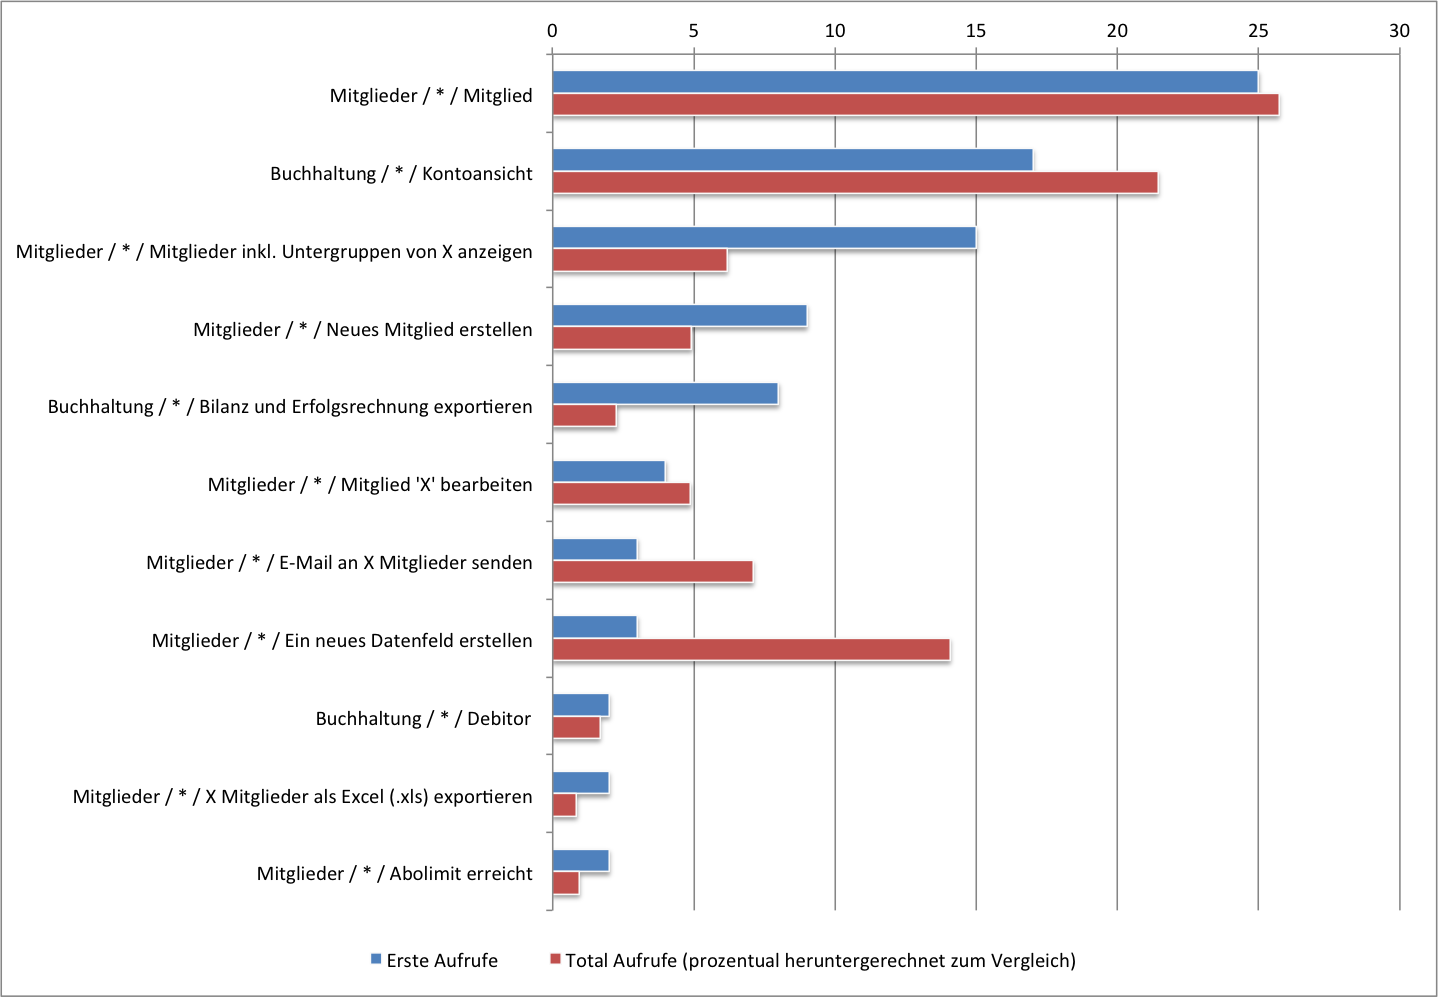 0 5 10 15 20 25 30
Mitglieder / * / Mitglied
Buchhaltung / * / Kontoansicht
Mitglieder / * / Mitglieder inkl. Untergruppen von X anzeigen
Mitglieder / * / Neues Mitglied erstellen
Buchhaltung / * / Bilanz und Erfolgsrechnung exportieren
Mitglieder / * / Mitglied 'X' bearbeiten
Mitglieder / * / E-Mail an X Mitglieder senden
Mitglieder / * / Ein neues Datenfeld erstellen
Buchhaltung / * / Debitor
Mitglieder / * / X Mitglieder als Excel (.xls) exportieren
Mitglieder / * / Abolimit erreicht
Erste Aufrufe Total Aufrufe (prozentual heruntergerechnet zum Vergleich)